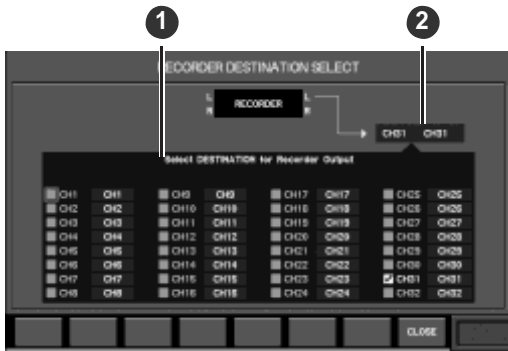 1 2
RECORDER DESTINATION SELECT
L RECORDER L
R R
CH31 CH31
Select DESTINATION for Recorder Output
CH1 CH1 CH9 CH9 CH17 CH17 CH25 CH25
CH2 CH2 CH10 CH10 CH18 CH18 CH26 CH26
CH3 CH3 CH11 CH11 CH19 CH19 CH27 CH27
CH4 CH4 CH12 CH12 CH20 CH20 CH28 CH28
CH5 CH5 CH13 CH13 CH21 CH21 CH29 CH29
CH6 CH6 CH14 CH14 CH22 CH22 CH30 CH30
CH7 CH7 CH15 CH15 CH23 CH23 CH31 CH31
CH8 CH8 CH16 CH16 CH24 CH24 CH32 CH32
CLOSE